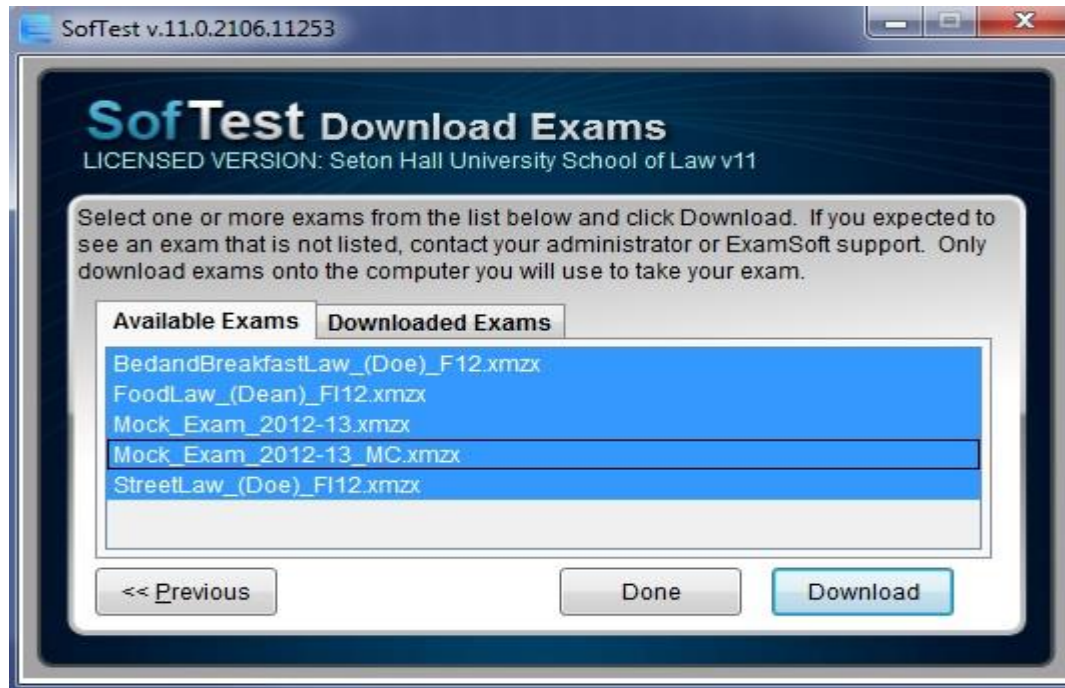 SofTest v.11.0.2106.11253
SofTest Download Exams
LICENSED VERSION: Seton Hall University School of Law v11
Select one or more exams from the list below and click Download. If you expected to
see an exam that is not listed, contact your administrator or ExamSoft support. Only
download exams onto the computer you will use to take your exam.
Available Exams Downloaded Exams
BedandBreakfastLaw_(Doe)_F12.xmzx
FoodLaw_(Dean)_Fl12.xmzx
Mock_Exam_2012-13.xmzx
Mock_Exam_2012-13_MC.xmzx
StreetLaw_(Doe)_Fl12.xmzx
<< Previous Done Download